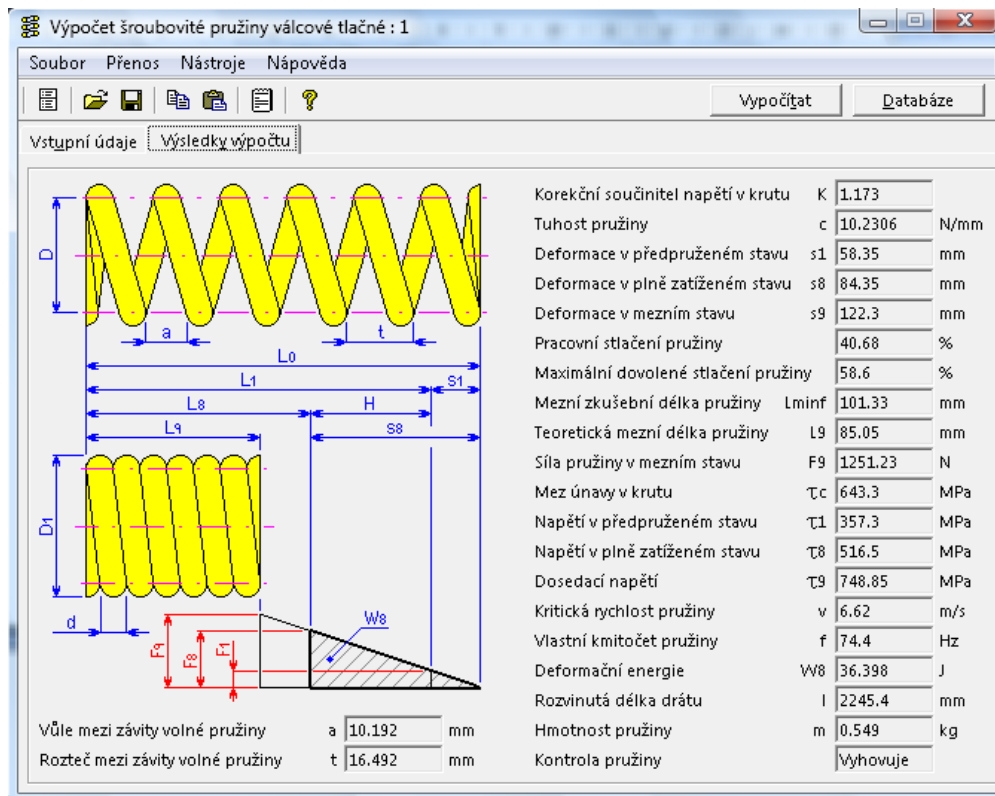 Výpočet šroubovité pružiny válcové tlačné : 1
Soubor Přenos Nástroje Nápověda
Vypočítat Databáze
Vstupní údaje Výsledky výpočtu
D
a t
L0
L1 s1
L8 H
L9 s8
D1
d
F9 F8 F1 W8
Vůle mezi závity volné pružiny a 10.192 mm
Rozteč mezi závity volné pružiny t 16.492 mm
Korekční součinitel napětí v krutu K 1.173
Tuhost pružiny c 10.2306 N/mm
Deformace v předpruženém stavu s1 58.35 mm
Deformace v plně zatíženém stavu s8 84.35 mm
Deformace v mezním stavu s9 122.3 mm
Pracovní stlačení pružiny 40.68 %
Maximální dovolené stlačení pružiny 58.6 %
Mezní zkušební délka pružiny Lminf 101.33 mm
Teoretická mezní délka pružiny L9 85.05 mm
Síla pružiny v mezním stavu F9 1251.23 N
Mez únavy v krutu τc 643.3 MPa
Napětí v předpruženém stavu τ1 357.3 MPa
Napětí v plně zatíženém stavu τ8 516.5 MPa
Dosedací napětí τ9 748.85 MPa
Kritická rychlost pružiny v 6.62 m/s
Vlastní kmitočet pružiny f 74.4 Hz
Deformační energie W8 36.398 J
Rozvinutá délka drátu l 2245.4 mm
Hmotnost pružiny m 0.549 kg
Kontrola pružiny Vyhovuje